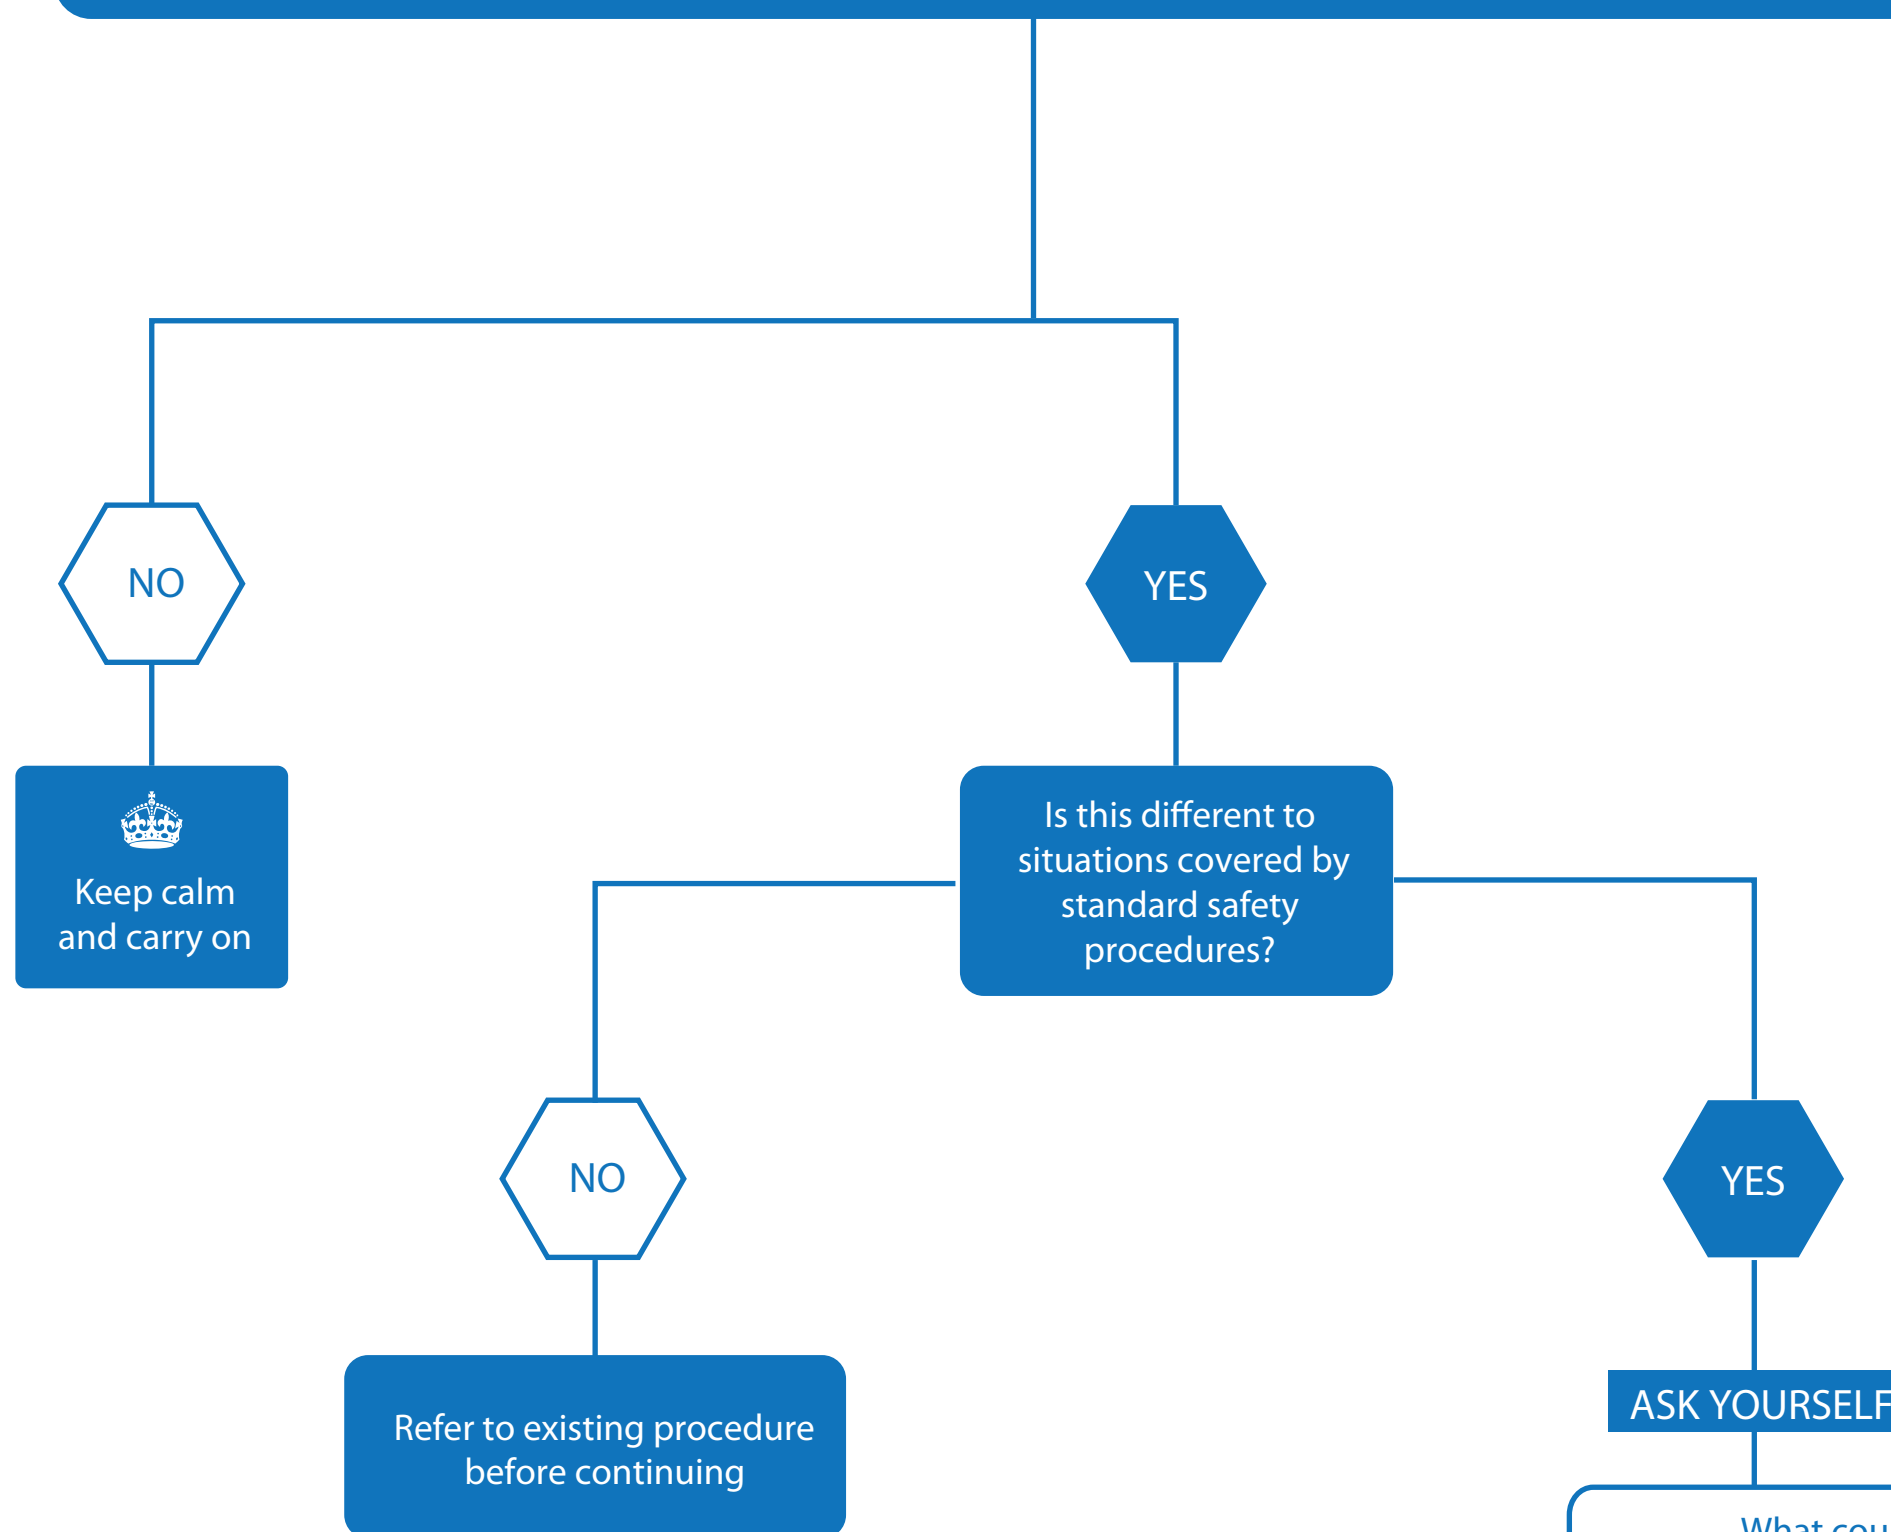 NO
YES
Keep calm
and carry on
Is this different to
situations covered by
standard safety
procedures?
NO
YES
Refer to existing procedure
before continuing
ASK YOURSELF
What